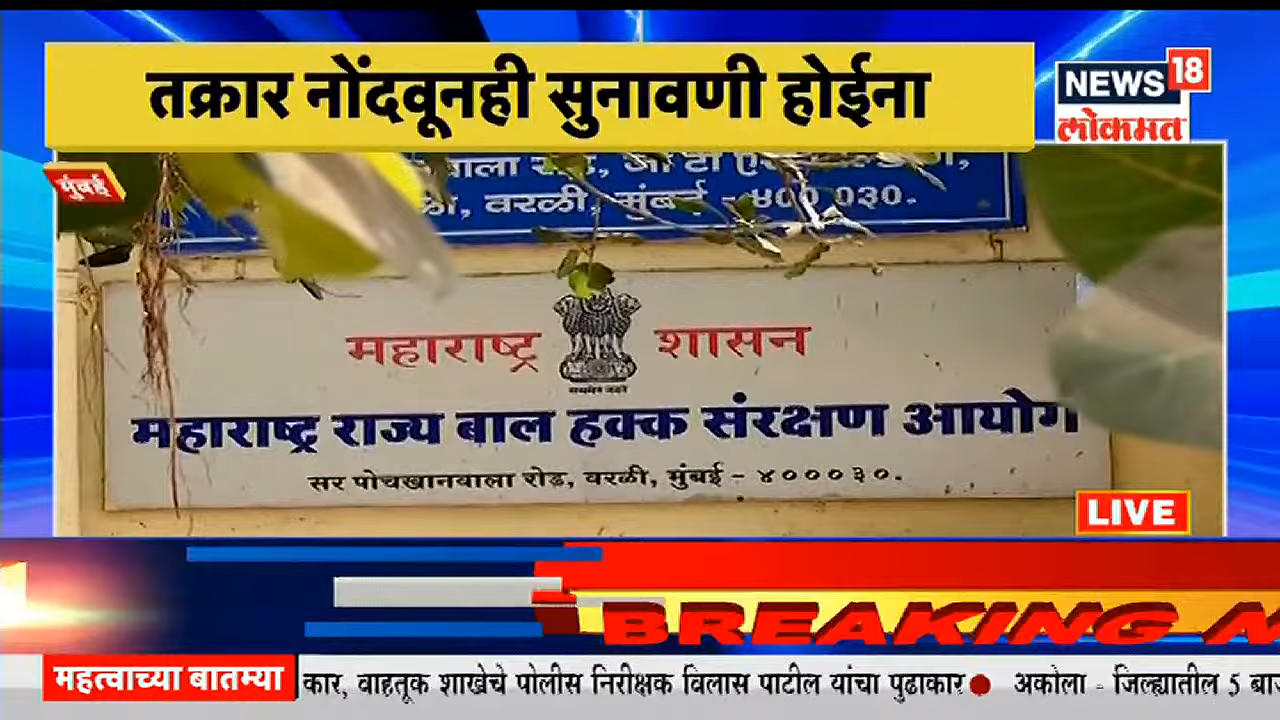 तक्रार नोंदवूनही सुनावणी होईना
NEWS 18
लोकमत
मुंबई
वरळी, मुंबई - ४०० ०३०.
महाराष्ट्र शासन
महाराष्ट्र राज्य बाल हक्क संरक्षण आयोग
सर पोचखानवाला रोड, वरळी, मुंबई - ४०००३०.
LIVE
BREAKING
महत्वाच्या बातम्या
कार, वाहतूक शाखेचे पोलीस निरीक्षक विलास पाटील यांचा पुढाकार ● अकोला - जिल्ह्यातील 5